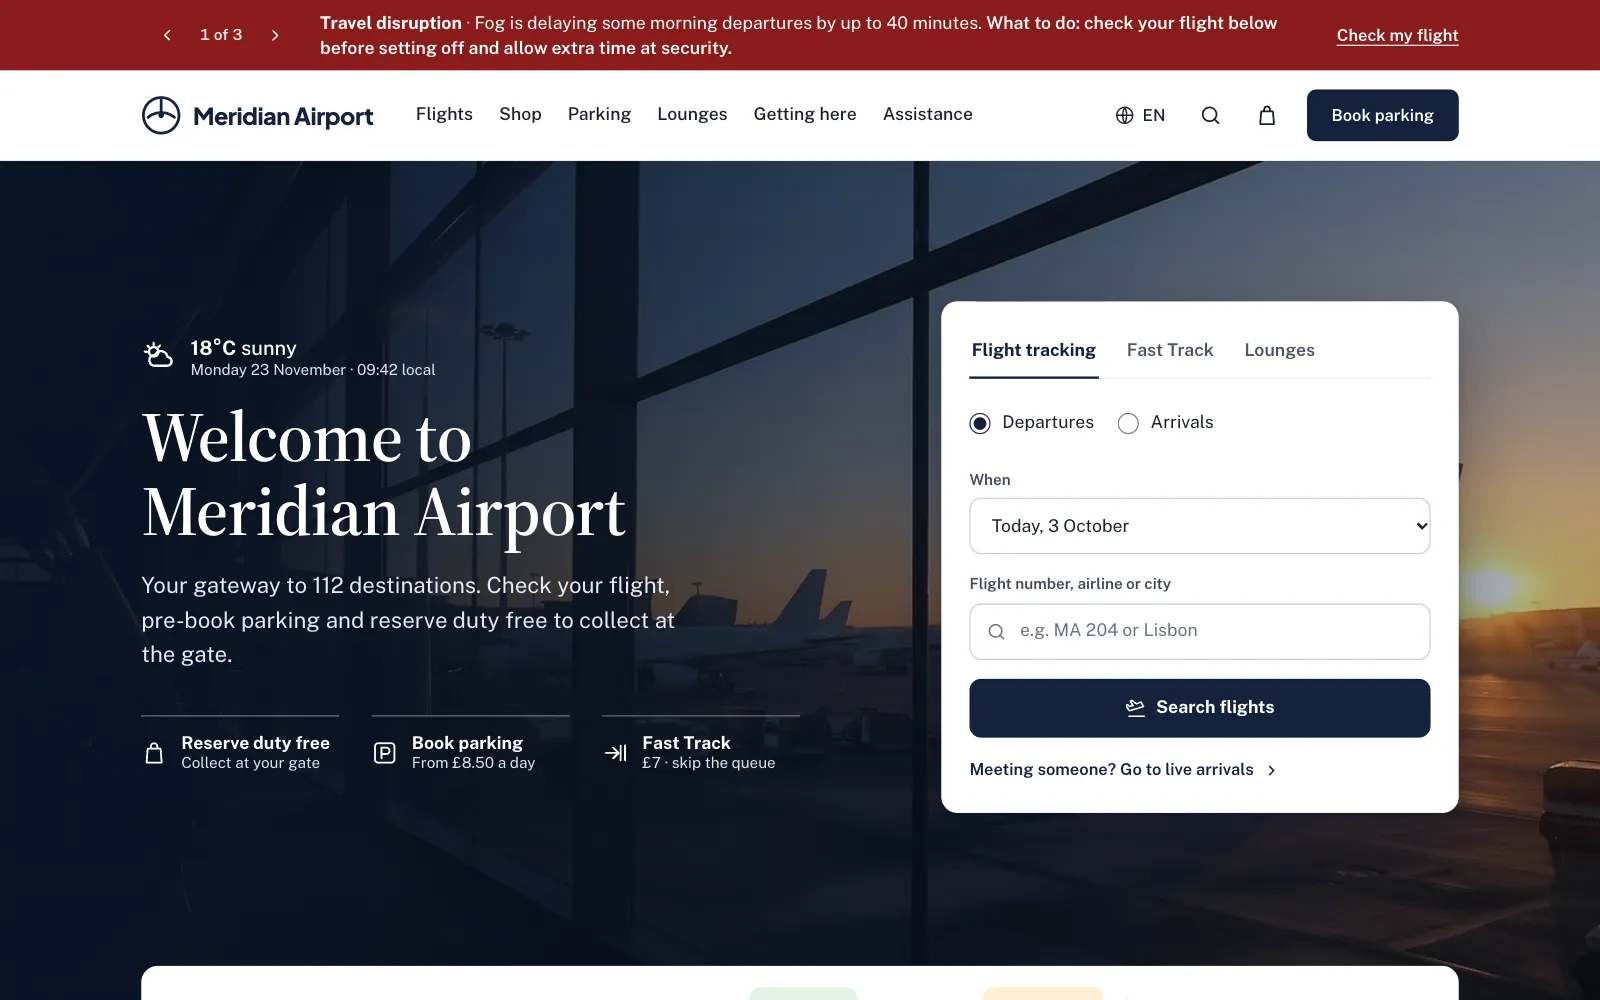 1 of 3
Travel disruption · Fog is delaying some morning departures by up to 40 minutes. What to do: check your flight below
before setting off and allow extra time at security.
Check my flight
Meridian Airport
Flights
Shop
Parking
Lounges
Getting here
Assistance
EN
Book parking
18°C sunny
Monday 23 November · 09:42 local
Welcome to
Meridian Airport
Your gateway to 112 destinations. Check your flight,
pre-book parking and reserve duty free to collect at
the gate.
Reserve duty free
Collect at your gate
Book parking
From £8.50 a day
Fast Track
£7 · skip the queue
Flight tracking
Fast Track
Lounges
Departures
Arrivals
When
Today, 3 October
Flight number, airline or city
e.g. MA 204 or Lisbon
Search flights
Meeting someone? Go to live arrivals